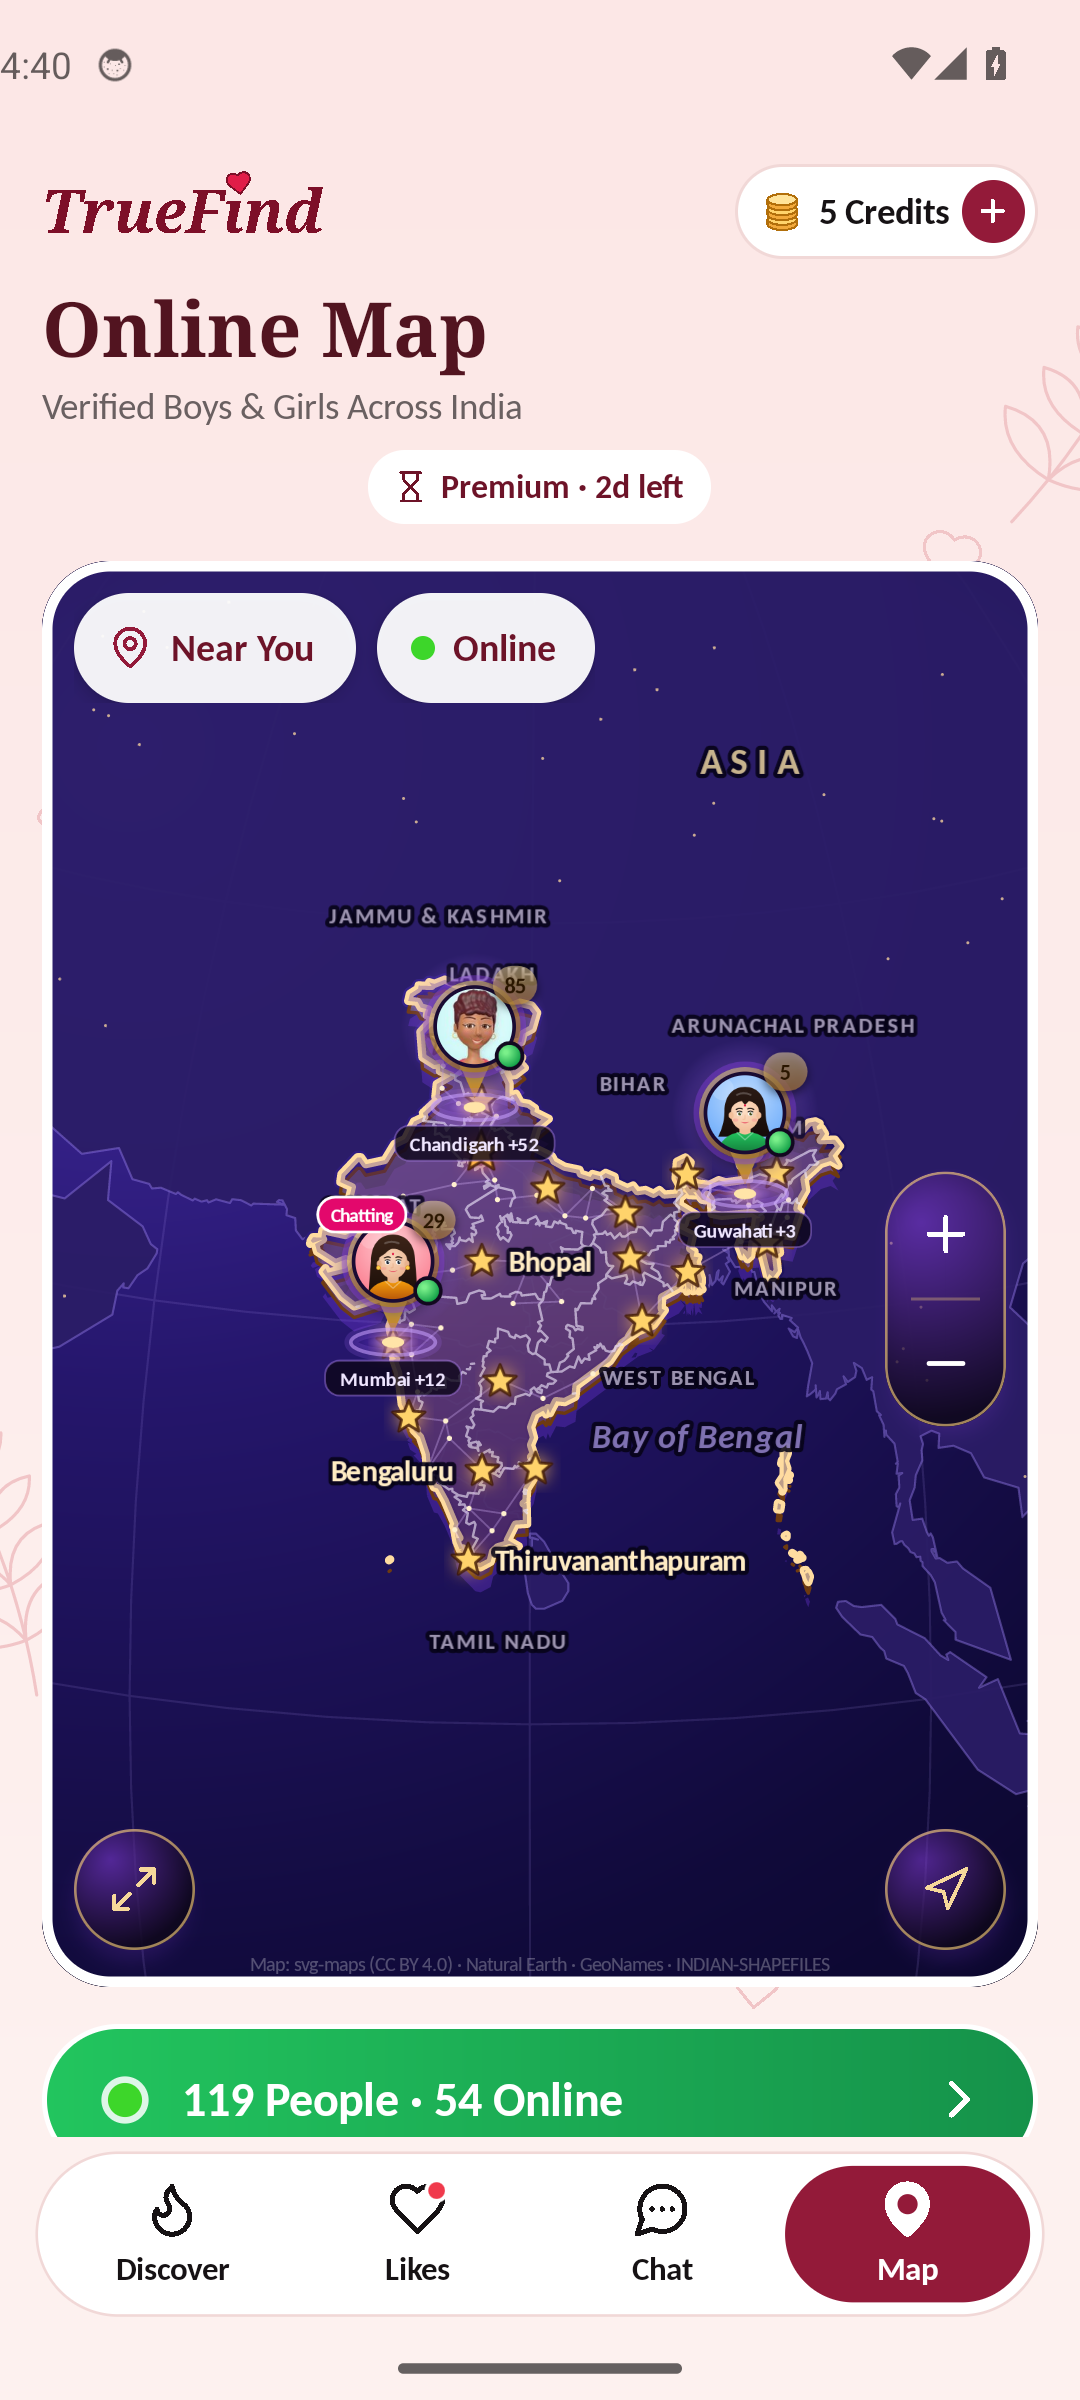 4:40
TrueFind
5 Credits
Online Map
Verified Boys & Girls Across India
Premium · 2d left
Near You
Online
ASIA
JAMMU & KASHMIR
LADAKH
85
ARUNACHAL PRADESH
BIHAR
5
Chandigarh +52
Chatting
29
Guwahati +3
Bhopal
MANIPUR
Mumbai +12
WEST BENGAL
Bay of Bengal
Bengaluru
Thiruvananthapuram
TAMIL NADU
Map: svg-maps (CC BY 4.0) · Natural Earth · GeoNames · INDIAN-SHAPEFILES
119 People · 54 Online
Discover
Likes
Chat
Map